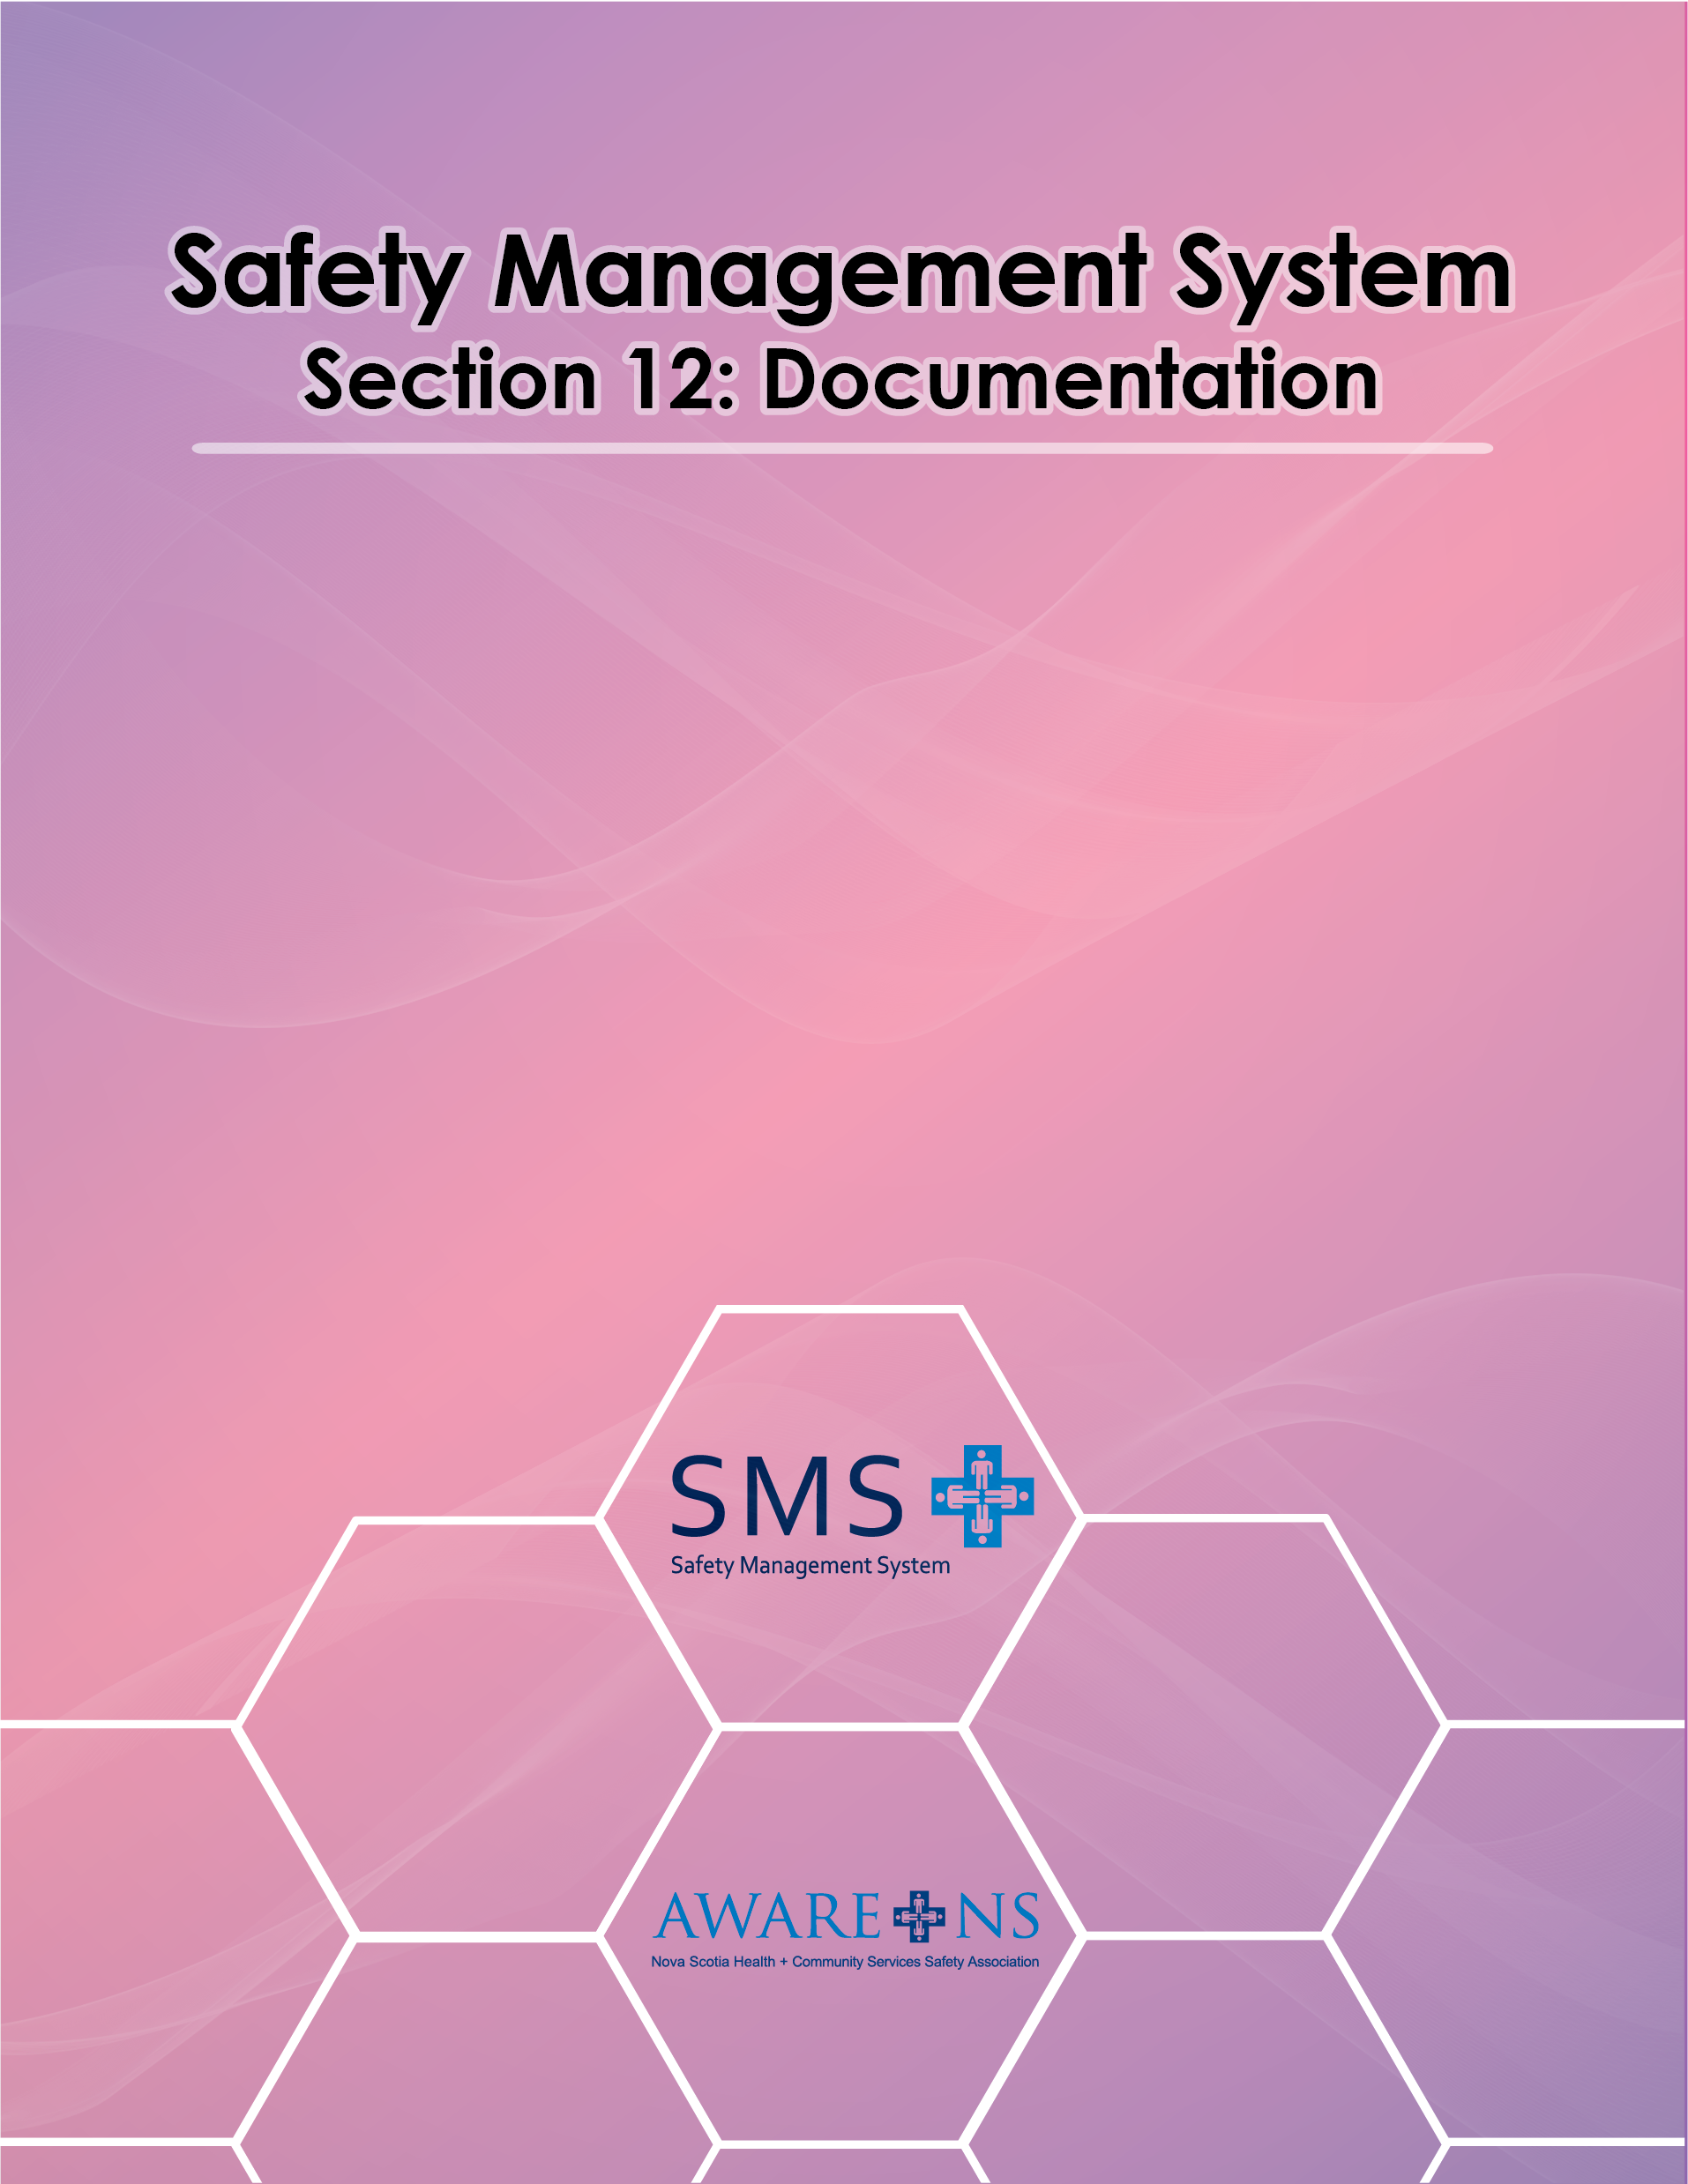 Safety Management System
Section 12: Documentation
SMS
Safety Management System
AWARE NS
Nova Scotia Health + Community Services Safety Association